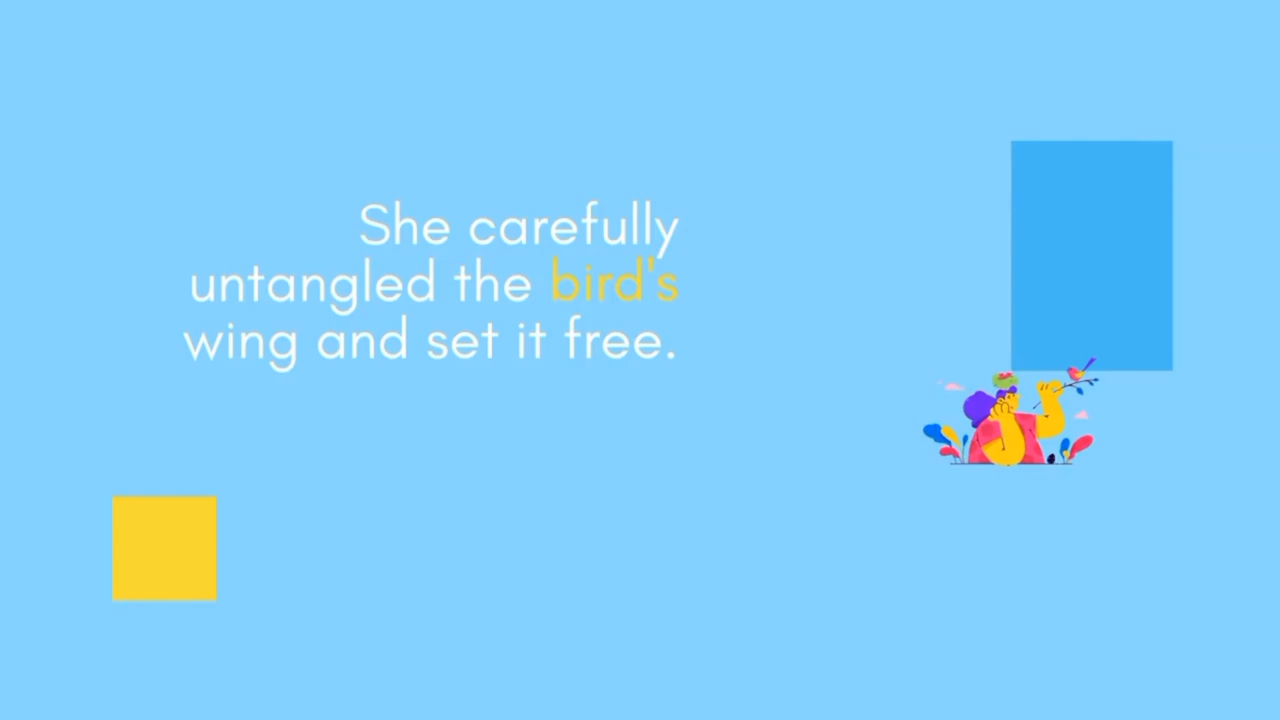 She carefully
untangled the bird's
wing and set it free.